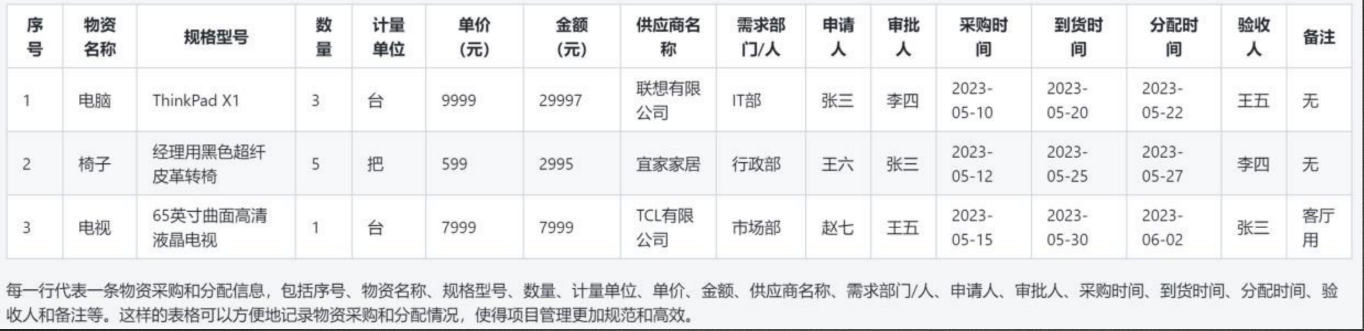 序号 物资名称 规格型号 数量 计量单位 单价(元) 金额(元) 供应商名称 需求部门/人 申请人 审批人 采购时间 到货时间 分配时间 验收人 备注
1 电脑 ThinkPad X1 3 台 9999 29997 联想有限公司 IT部 张三 李四 2023-05-10 2023-05-20 2023-05-22 王五 无
2 椅子 经理用黑色超纤皮革转椅 5 把 599 2995 宜家家居 行政部 王六 张三 2023-05-12 2023-05-25 2023-05-27 李四 无
3 电视 65英寸曲面高清液晶电视 1 台 7999 7999 TCL有限公司 市场部 赵七 王五 2023-05-15 2023-05-30 2023-06-02 张三 客厅用
每一行代表一条物资采购和分配信息，包括序号、物资名称、规格型号、数量、计量单位、单价、金额、供应商名称、需求部门/人、申请人、审批人、采购时间、到货时间、分配时间、验
收人和备注等。这样的表格可以方便地记录物资采购和分配情况，使得项目管理更加规范和高效。